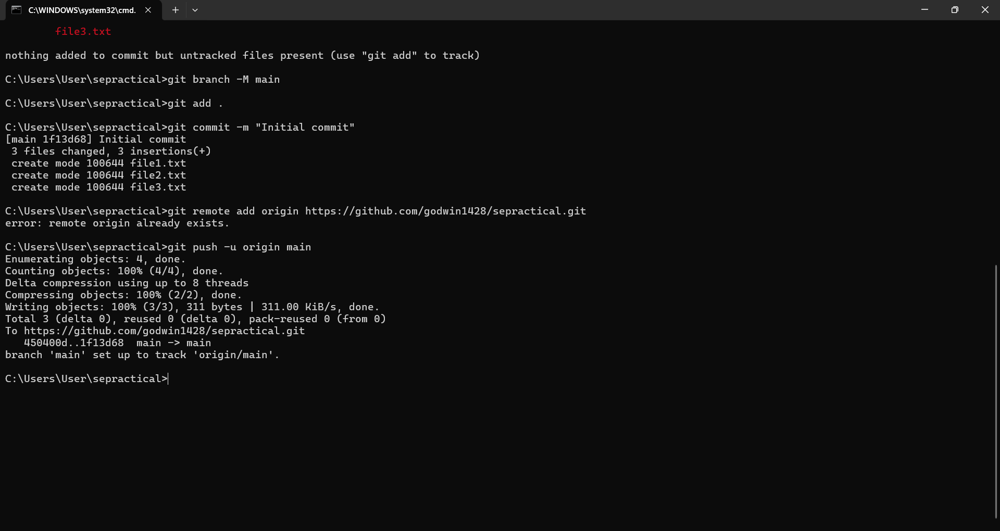 C:\WINDOWS\system32\cmd.
file3.txt
nothing added to commit but untracked files present (use "git add" to track)
C:\Users\User\sepractical>git branch -M main
C:\Users\User\sepractical>git add .
C:\Users\User\sepractical>git commit -m "Initial commit"
[main 1f13d68] Initial commit
 3 files changed, 3 insertions(+)
 create mode 100644 file1.txt
 create mode 100644 file2.txt
 create mode 100644 file3.txt
C:\Users\User\sepractical>git remote add origin https://github.com/godwin1428/sepractical.git
error: remote origin already exists.
C:\Users\User\sepractical>git push -u origin main
Enumerating objects: 4, done.
Counting objects: 100% (4/4), done.
Delta compression using up to 8 threads
Compressing objects: 100% (2/2), done.
Writing objects: 100% (3/3), 311 bytes | 311.00 KiB/s, done.
Total 3 (delta 0), reused 0 (delta 0), pack-reused 0 (from 0)
To https://github.com/godwin1428/sepractical.git
   450400d..1f13d68  main -> main
branch 'main' set up to track 'origin/main'.
C:\Users\User\sepractical>